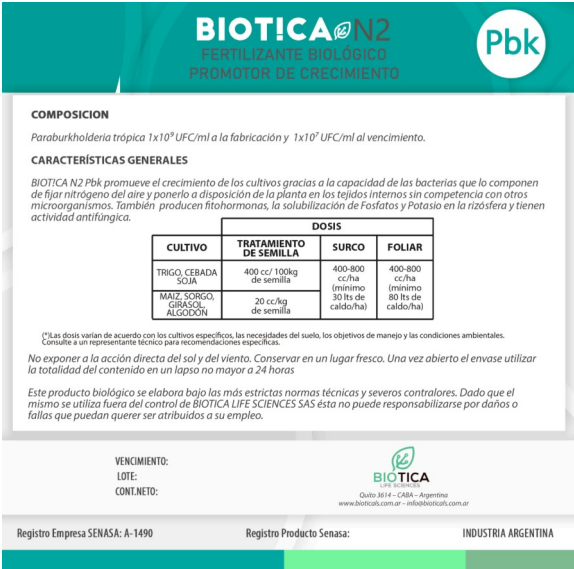 BIOT!CA N2
Pbk
FERTILIZANTE BIOLÓGICO
PROMOTOR DE CRECIMIENTO
COMPOSICION
Paraburkholderia trópica 1x10⁹ UFC/ml a la fabricación y 1x10⁷ UFC/ml al vencimiento.
CARACTERÍSTICAS GENERALES
BIOT!CA N2 Pbk promueve el crecimiento de los cultivos gracias a la capacidad de las bacterias que lo componen
de fijar nitrógeno del aire y ponerlo a disposición de la planta en los tejidos internos sin competencia con otros
microorganismos. También producen fitohormonas, la solubilización de Fosfatos y Potasio en la rizósfera y tienen
actividad antifúngica.
DOSIS
CULTIVO
TRATAMIENTO
DE SEMILLA
SURCO
FOLIAR
TRIGO, CEBADA
SOJA
400 cc/ 100kg
de semilla
MAIZ, SORGO,
GIRASOL,
ALGODÓN
20 cc/kg
de semilla
400-800
cc/ha
(mínimo
30 lts de
caldo/ha)
400-800
cc/ha
(mínimo
80 lts de
caldo/ha)
(*)Las dosis varían de acuerdo con los cultivos específicos, las necesidades del suelo, los objetivos de manejo y las condiciones ambientales.
Consulte a un representante técnico para recomendaciones específicas.
No exponer a la acción directa del sol y del viento. Conservar en un lugar fresco. Una vez abierto el envase utilizar
la totalidad del contenido en un lapso no mayor a 24 horas
Este producto biológico se elabora bajo las más estrictas normas técnicas y severos contralores. Dado que el
mismo se utiliza fuera del control de BIOTICA LIFE SCIENCES SAS ésta no puede responsabilizarse por daños o
fallas que puedan querer ser atribuidos a su empleo.
VENCIMIENTO:
LOTE:
CONT.NETO:
BIOTICA
LIFE SCIENCES
Quito 3614 – CABA – Argentina
www.bioticals.com.ar – info@bioticals.com.ar
Registro Empresa SENASA: A-1490
Registro Producto Senasa:
INDUSTRIA ARGENTINA